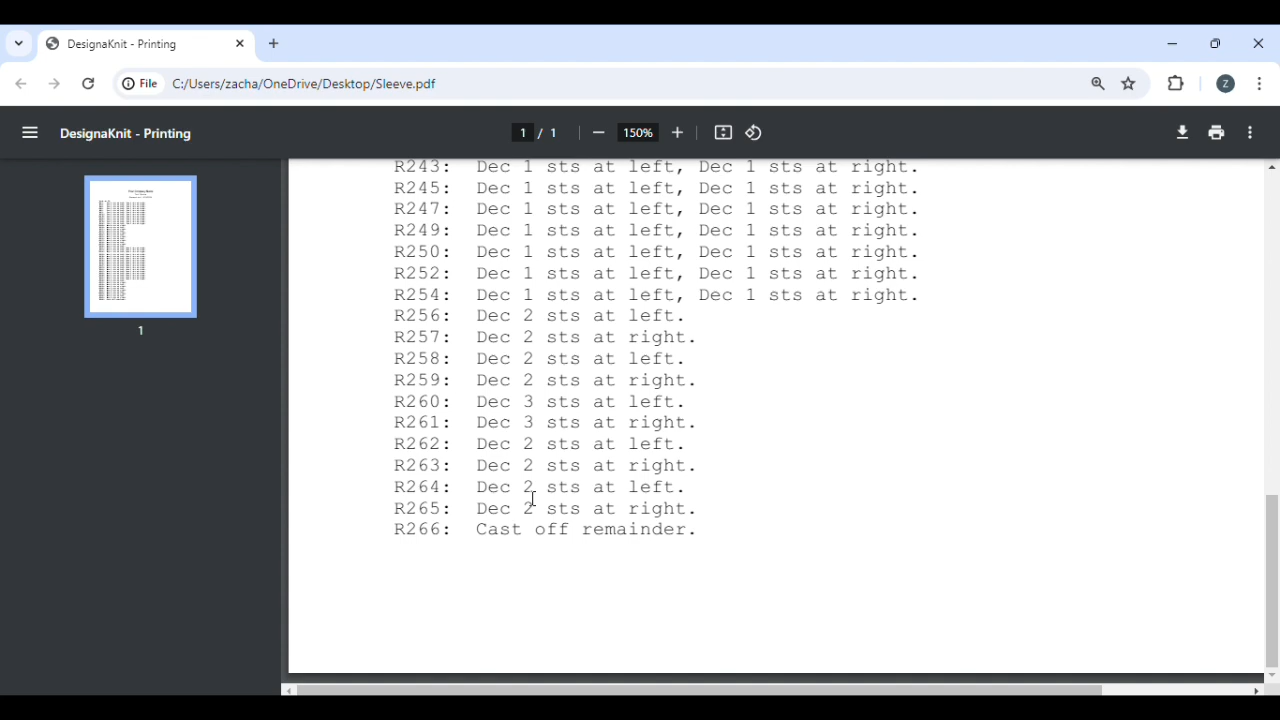 DesignaKnit - Printing
File C:/Users/zacha/OneDrive/Desktop/Sleeve.pdf
Z
DesignaKnit - Printing
1 / 1
150%
1
R243: Dec 1 sts at left, Dec 1 sts at right.
R245: Dec 1 sts at left, Dec 1 sts at right.
R247: Dec 1 sts at left, Dec 1 sts at right.
R249: Dec 1 sts at left, Dec 1 sts at right.
R250: Dec 1 sts at left, Dec 1 sts at right.
R252: Dec 1 sts at left, Dec 1 sts at right.
R254: Dec 1 sts at left, Dec 1 sts at right.
R256: Dec 2 sts at left.
R257: Dec 2 sts at right.
R258: Dec 2 sts at left.
R259: Dec 2 sts at right.
R260: Dec 3 sts at left.
R261: Dec 3 sts at right.
R262: Dec 2 sts at left.
R263: Dec 2 sts at right.
R264: Dec 2 sts at left.
R265: Dec 2 sts at right.
R266: Cast off remainder.